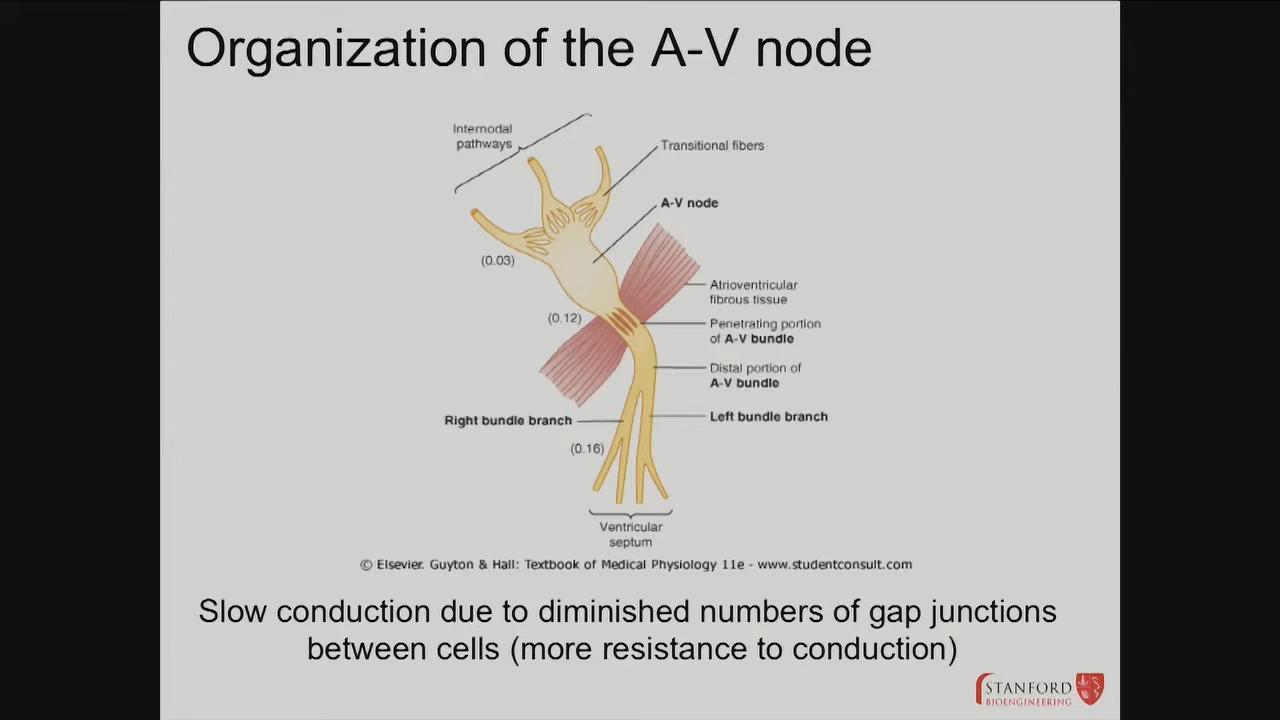 Organization of the A-V node
Internodal
pathways
Transitional fibers
A-V node
(0.03)
Atrioventricular
fibrous tissue
(0.12)
Penetrating portion
of A-V bundle
Distal portion of
A-V bundle
Right bundle branch
Left bundle branch
(0.16)
Ventricular
septum
© Elsevier. Guyton & Hall: Textbook of Medical Physiology 11e - www.studentconsult.com
Slow conduction due to diminished numbers of gap junctions
between cells (more resistance to conduction)
STANFORD
BIOENGINEERING